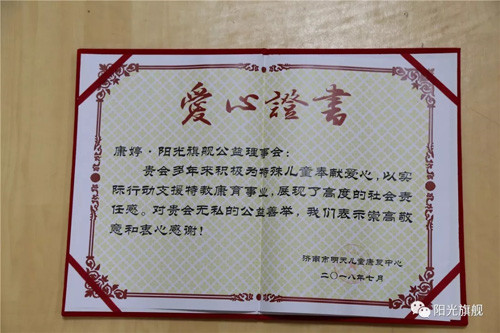 愛心證書
康婷·阳光旗舰公益理事会:
贵会多年来积极为特殊儿童奉献爱心,以实
际行动支援特教康育事业,展现了高度的社会责
任感。对贵会无私的公益善举,我们表示崇高敬
意和衷心感谢!
济南市明天儿童康复中心
二〇一八年七月
阳光旗舰